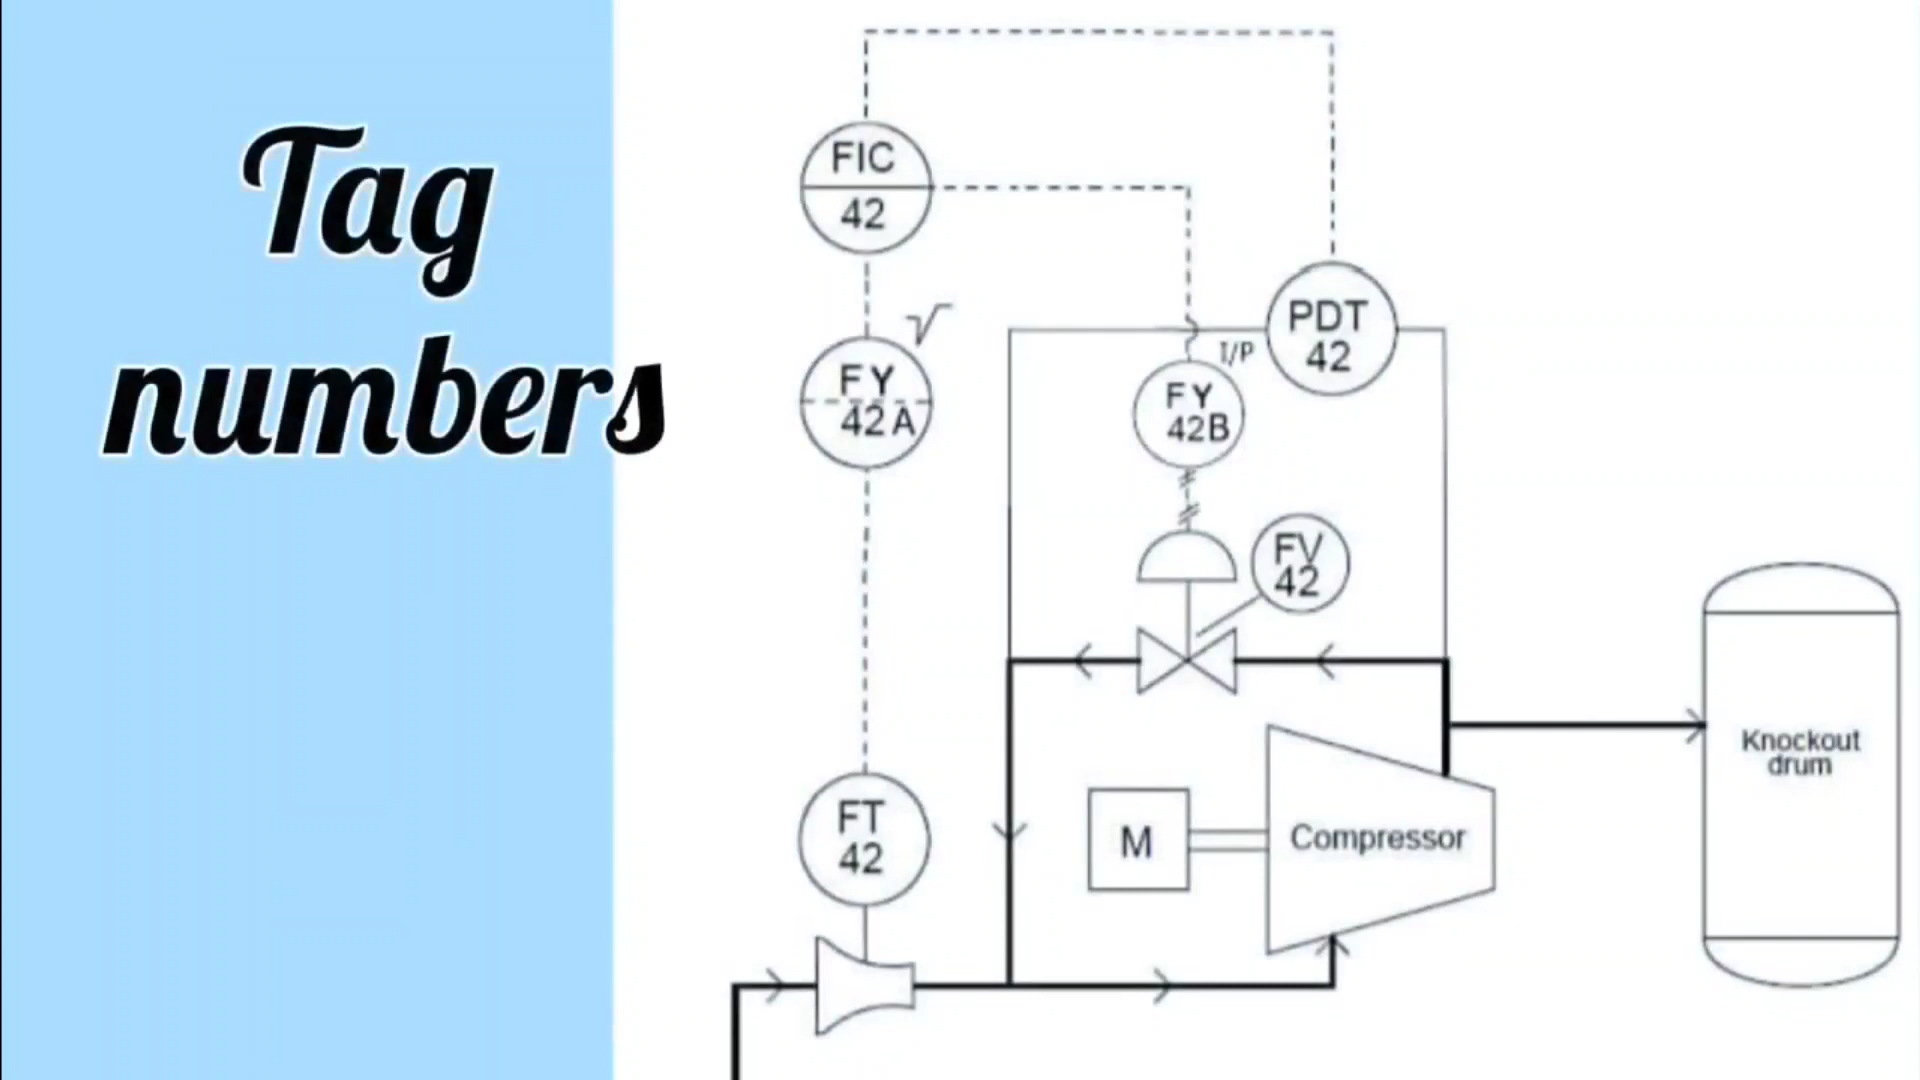 Tag
numbers
FIC
42
√
FY
42A
PDT
42
I/P
FY
42B
FV
42
Knockout
drum
M
Compressor
FT
42